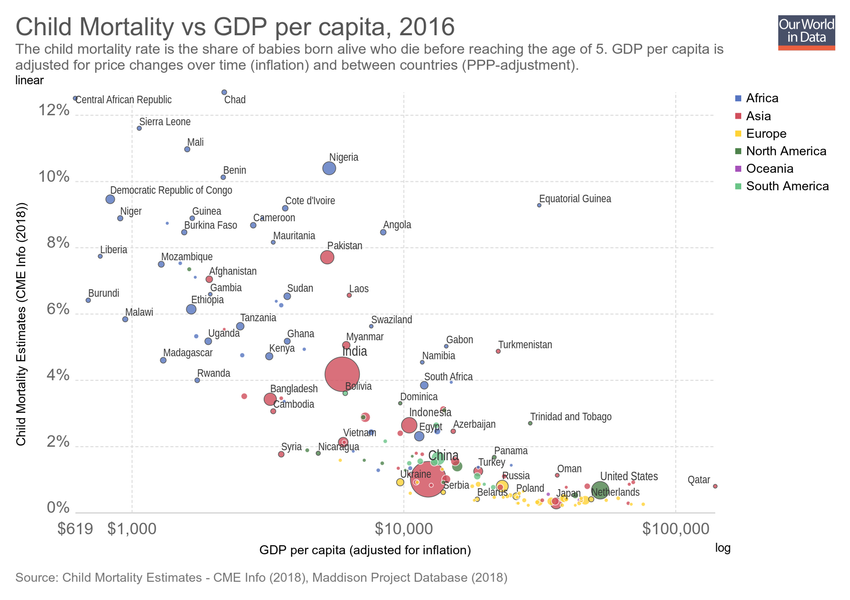 Child Mortality vs GDP per capita, 2016
Our World
in Data
The child mortality rate is the share of babies born alive who die before reaching the age of 5. GDP per capita is
adjusted for price changes over time (inflation) and between countries (PPP-adjustment).
linear
12%
10%
8%
6%
4%
2%
0%
Child Mortality Estimates (CME Info (2018))
Central African Republic
Chad
Sierra Leone
Mali
Nigeria
Benin
Democratic Republic of Congo
Equatorial Guinea
Cote d'Ivoire
Niger
Guinea
Cameroon
Burkina Faso
Angola
Mauritania
Pakistan
Liberia
Mozambique
Afghanistan
Gambia
Sudan
Laos
Burundi
Ethiopia
Malawi
Tanzania
Swaziland
Uganda
Ghana
Myanmar
Gabon
Turkmenistan
Kenya
India
Madagascar
Namibia
Rwanda
South Africa
Bolivia
Bangladesh
Dominica
Cambodia
Indonesia
Trinidad and Tobago
Egypt
Azerbaijan
Vietnam
Syria
Nicaragua
China
Panama
Turkey
Oman
Ukraine
Russia
United States
Qatar
Serbia
Belarus
Poland
Japan
Netherlands
$619
$1,000
$10,000
$100,000
GDP per capita (adjusted for inflation)
log
Africa
Asia
Europe
North America
Oceania
South America
Source: Child Mortality Estimates - CME Info (2018), Maddison Project Database (2018)